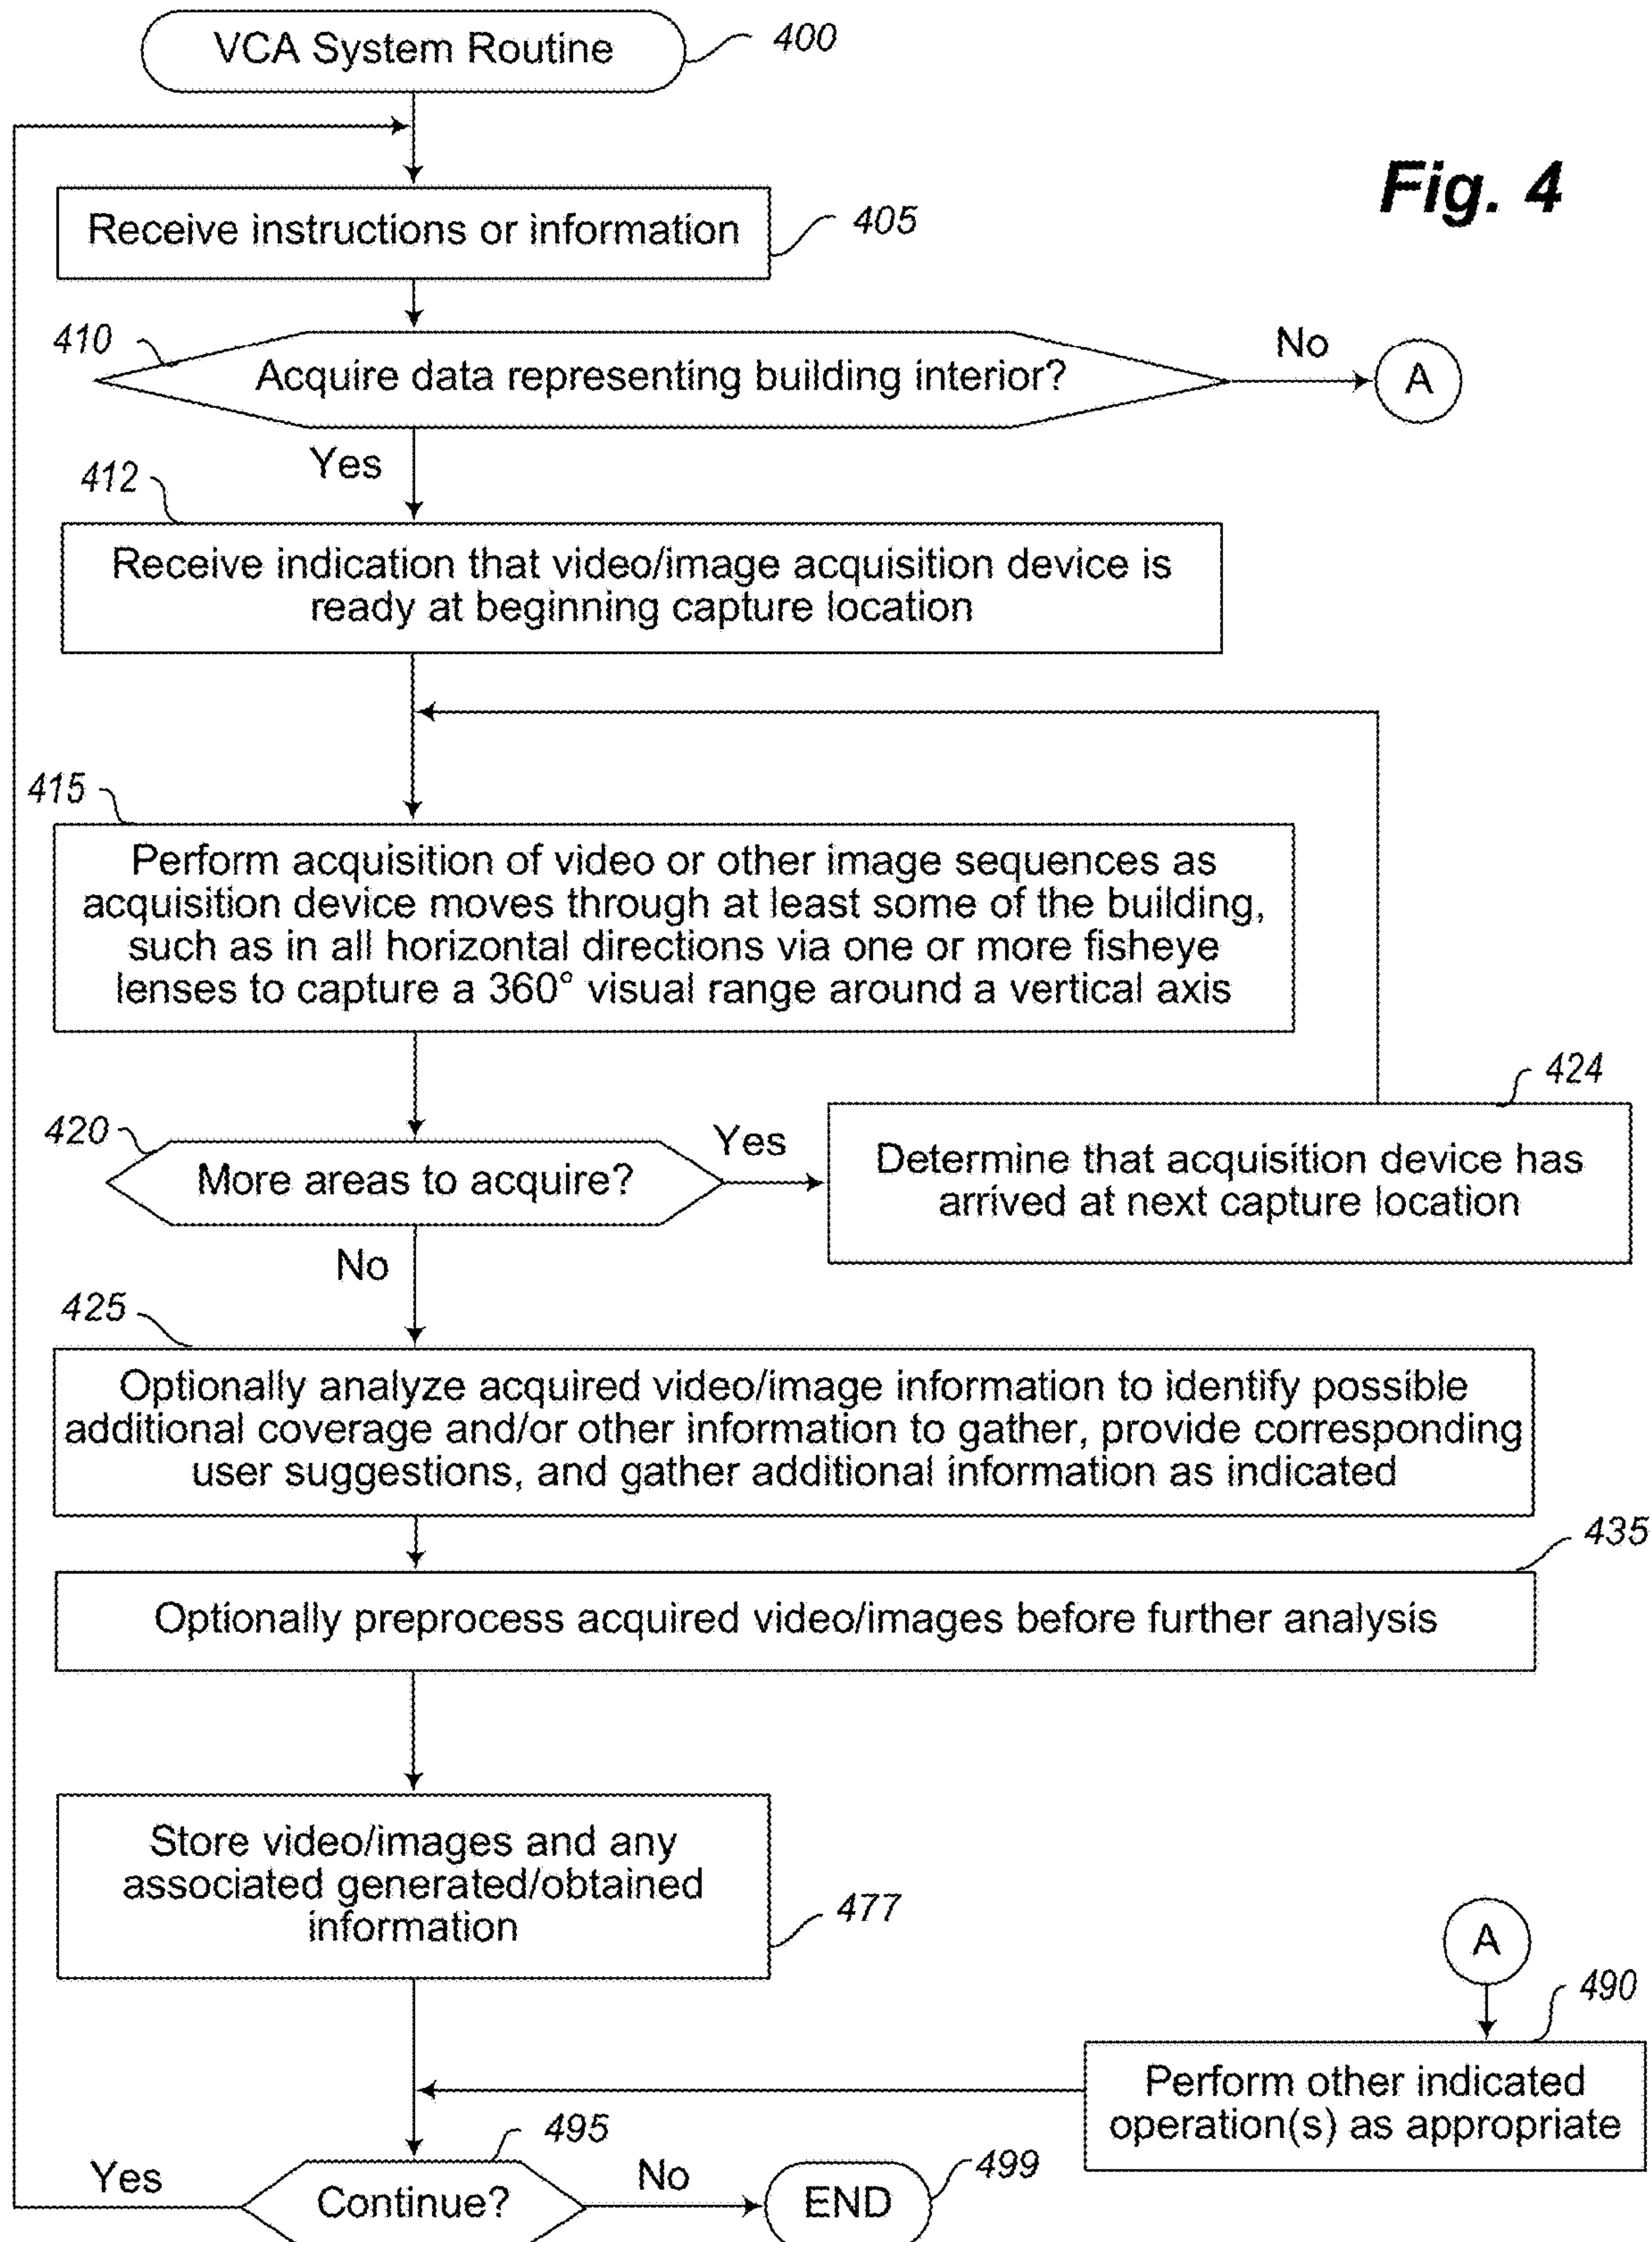 VCA System Routine
400
Fig. 4
Receive instructions or information
405
410
Acquire data representing building interior?
No
A
Yes
412
Receive indication that video/image acquisition device is
ready at beginning capture location
415
Perform acquisition of video or other image sequences as
acquisition device moves through at least some of the building,
such as in all horizontal directions via one or more fisheye
lenses to capture a 360° visual range around a vertical axis
424
420
More areas to acquire?
Yes
Determine that acquisition device has
arrived at next capture location
No
425
Optionally analyze acquired video/image information to identify possible
additional coverage and/or other information to gather, provide corresponding
user suggestions, and gather additional information as indicated
435
Optionally preprocess acquired video/images before further analysis
Store video/images and any
associated generated/obtained
information
477
A
490
Perform other indicated
operation(s) as appropriate
495
Yes
Continue?
No
END
499